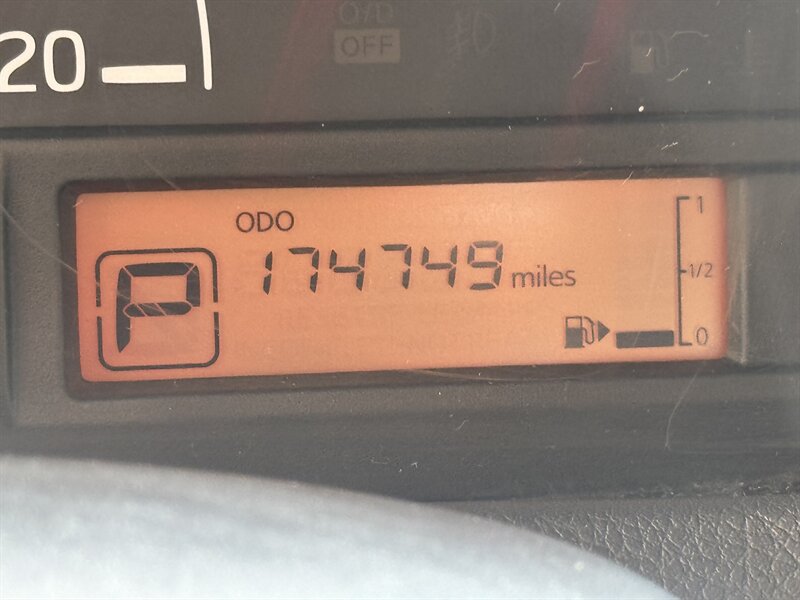 20
O/D
OFF
ODO
174749 miles
P
1
1/2
0